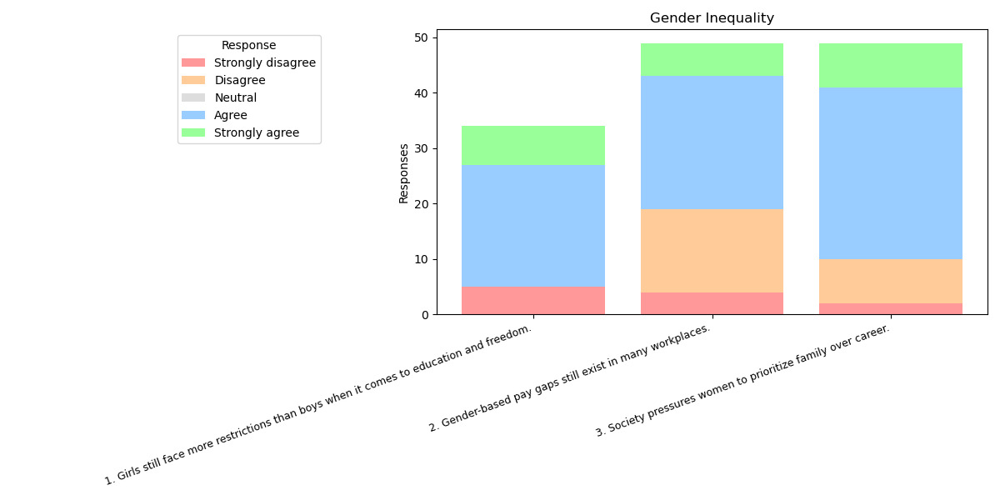 Gender Inequality
Response
Strongly disagree
Disagree
Neutral
Agree
Strongly agree
Responses
50
40
30
20
10
0
1. Girls still face more restrictions than boys when it comes to education and freedom.
2. Gender-based pay gaps still exist in many workplaces.
3. Society pressures women to prioritize family over career.